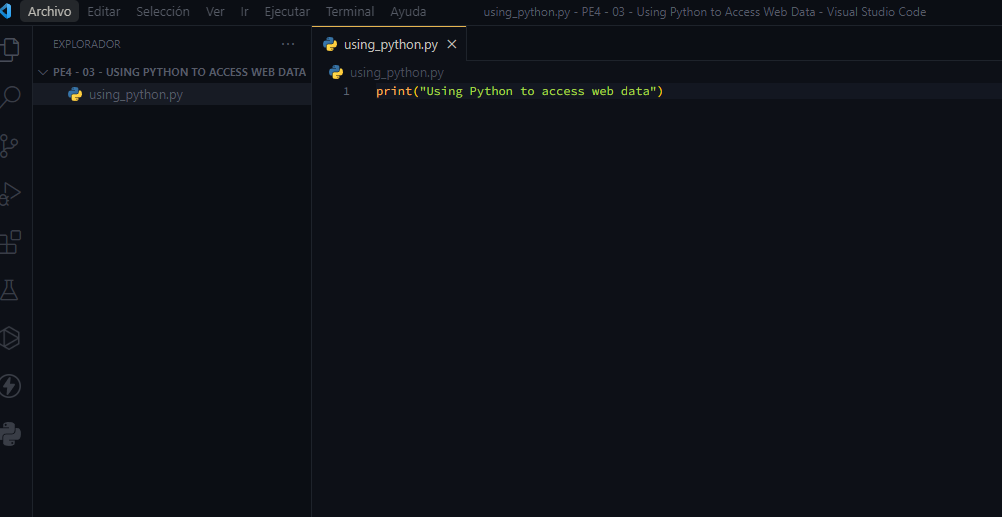 Archivo Editar Selección Ver Ir Ejecutar Terminal Ayuda using_python.py - PE4 - 03 - Using Python to Access Web Data - Visual Studio Code
EXPLORADOR ···
using_python.py
PE4 - 03 - USING PYTHON TO ACCESS WEB DATA
using_python.py
using_python.py
1 print("Using Python to access web data")